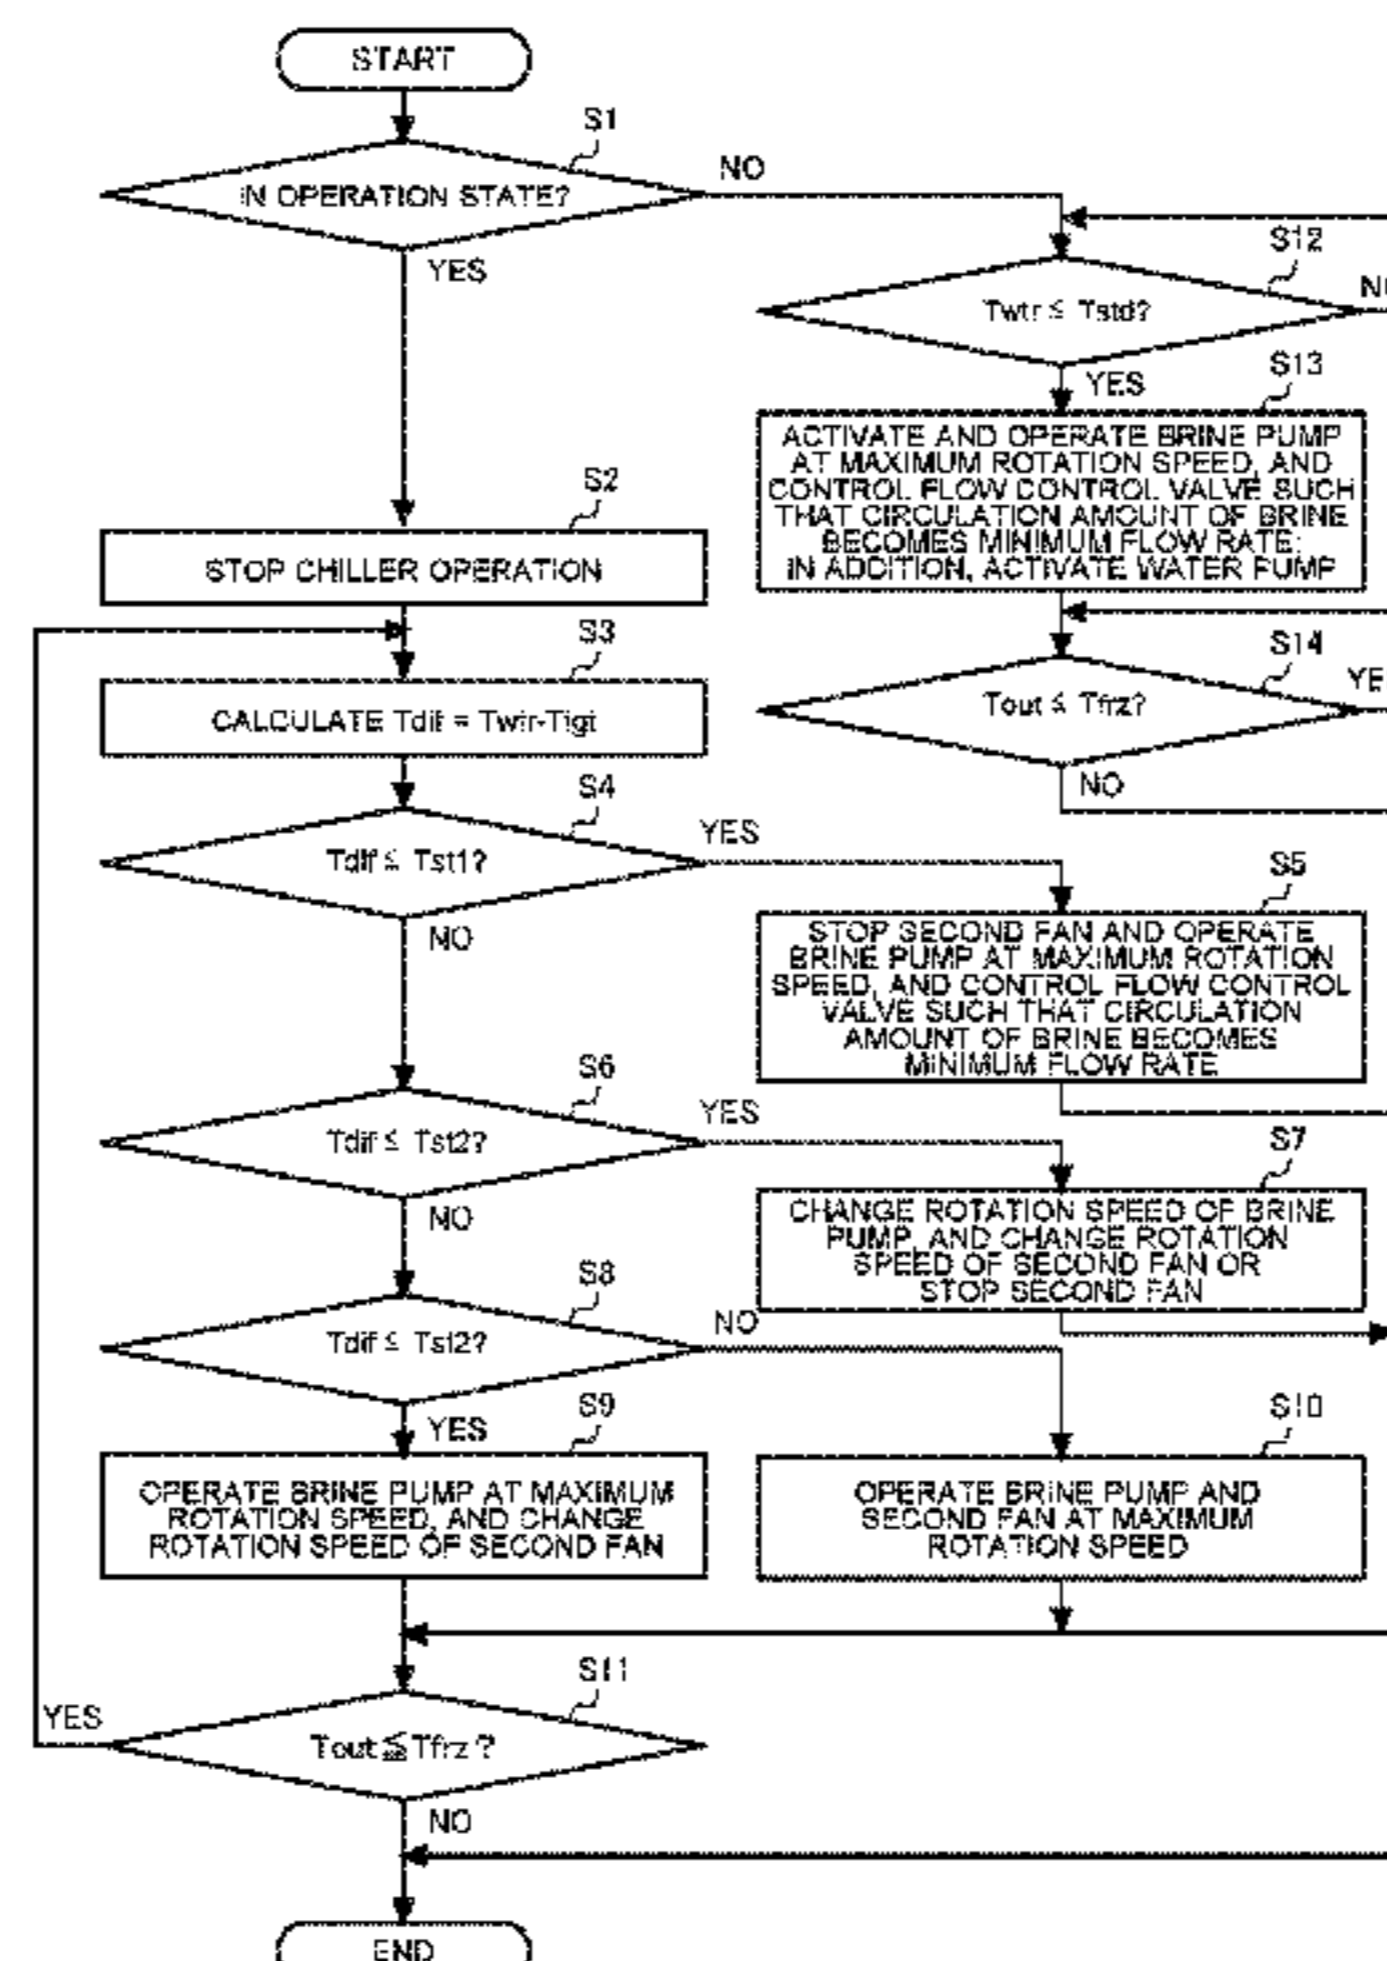 START
S1
IN OPERATION STATE?
NO
YES
S12
Twtr ≦ Tstd?
YES
S13
ACTIVATE AND OPERATE BRINE PUMP
AT MAXIMUM ROTATION SPEED, AND
CONTROL FLOW CONTROL VALVE SUCH
THAT CIRCULATION AMOUNT OF BRINE
BECOMES MINIMUM FLOW RATE;
IN ADDITION, ACTIVATE WATER PUMP
S2
STOP CHILLER OPERATION
S3
CALCULATE Tdif = Twtr-Ttgt
S14
Tout ≦ Tfrz?
NO
S4
Tdif ≦ Tst1?
YES
NO
S5
STOP SECOND FAN AND OPERATE
BRINE PUMP AT MAXIMUM ROTATION
SPEED, AND CONTROL FLOW CONTROL
VALVE SUCH THAT CIRCULATION
AMOUNT OF BRINE BECOMES
MINIMUM FLOW RATE
S6
Tdif ≦ Tst2?
YES
NO
S7
CHANGE ROTATION SPEED OF BRINE
PUMP, AND CHANGE ROTATION
SPEED OF SECOND FAN OR
STOP SECOND FAN
S8
Tdif ≦ Tst2?
NO
YES
S9
OPERATE BRINE PUMP AT MAXIMUM
ROTATION SPEED, AND CHANGE
ROTATION SPEED OF SECOND FAN
S10
OPERATE BRINE PUMP AND
SECOND FAN AT MAXIMUM
ROTATION SPEED
S11
Tout ≦ Tfrz ?
YES
NO
END